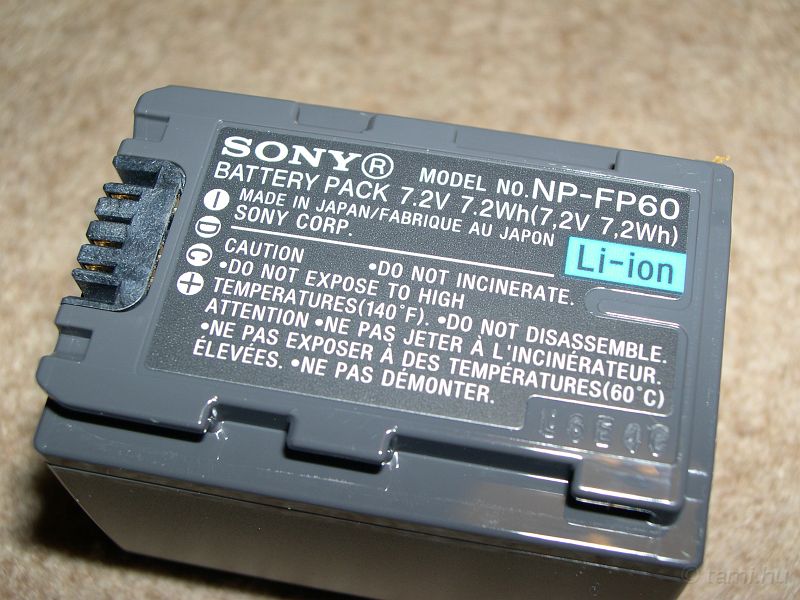 SONY®
BATTERY PACK 7.2V 7.2Wh(7,2V 7,2Wh)
MODEL NO. NP-FP60
MADE IN JAPAN/FABRIQUE AU JAPON
SONY CORP.
Li-ion
– D C +
CAUTION •DO NOT INCINERATE.
•DO NOT EXPOSE TO HIGH
TEMPERATURES(140°F). •DO NOT DISASSEMBLE.
ATTENTION •NE PAS JETER À L'INCINÉRATEUR.
•NE PAS EXPOSER À DES TEMPÉRATURES(60°C)
ÉLEVÉES. •NE PAS DÉMONTER.
© tami.hu